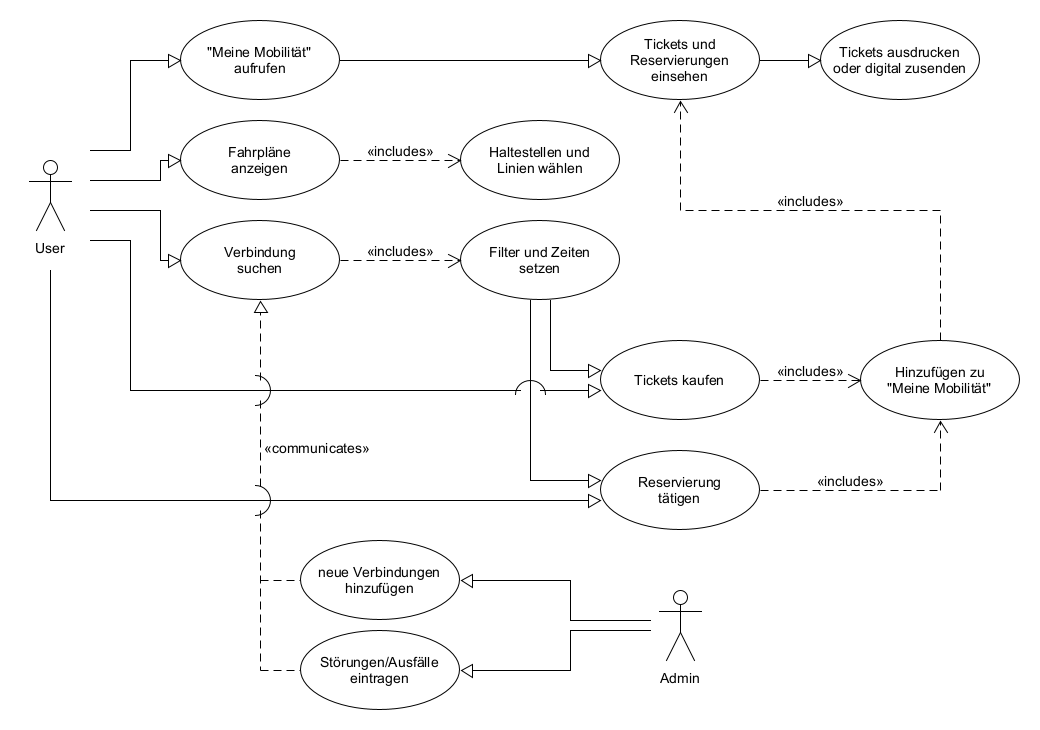 "Meine Mobilität"
aufrufen
Tickets und
Reservierungen
einsehen
Tickets ausdrucken
oder digital zusenden
Fahrpläne
anzeigen
«includes»
Haltestellen und
Linien wählen
«includes»
User
Verbindung
suchen
«includes»
Filter und Zeiten
setzen
Tickets kaufen
«includes»
Hinzufügen zu
"Meine Mobilität"
«communicates»
Reservierung
tätigen
«includes»
neue Verbindungen
hinzufügen
Störungen/Ausfälle
eintragen
Admin